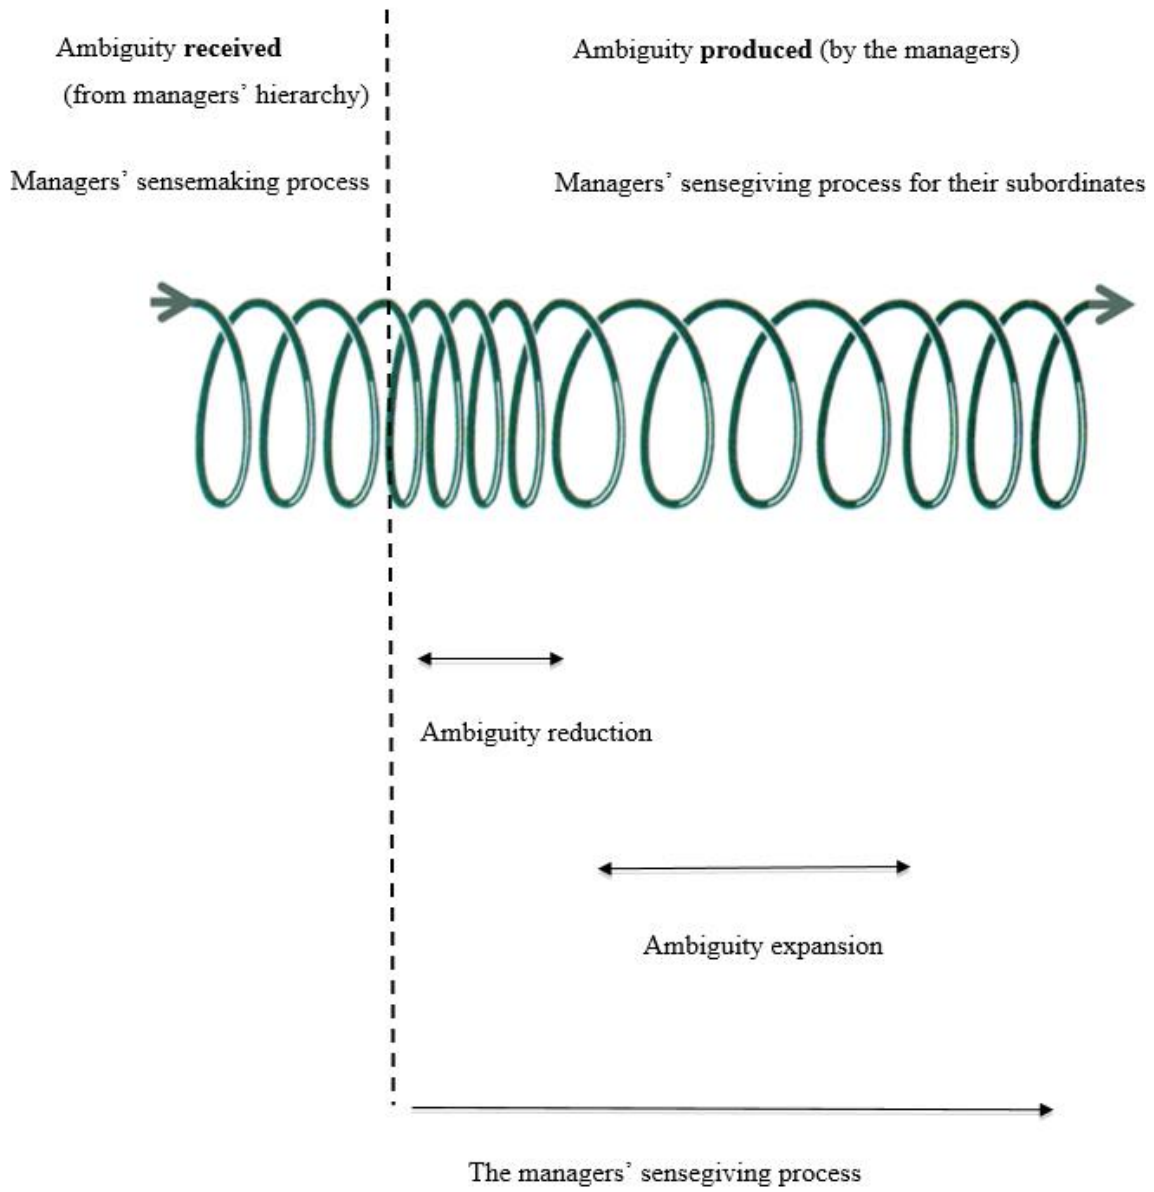 Ambiguity received
(from managers’ hierarchy)
Ambiguity produced (by the managers)
Managers’ sensemaking process
Managers’ sensegiving process for their subordinates
Ambiguity reduction
Ambiguity expansion
The managers’ sensegiving process